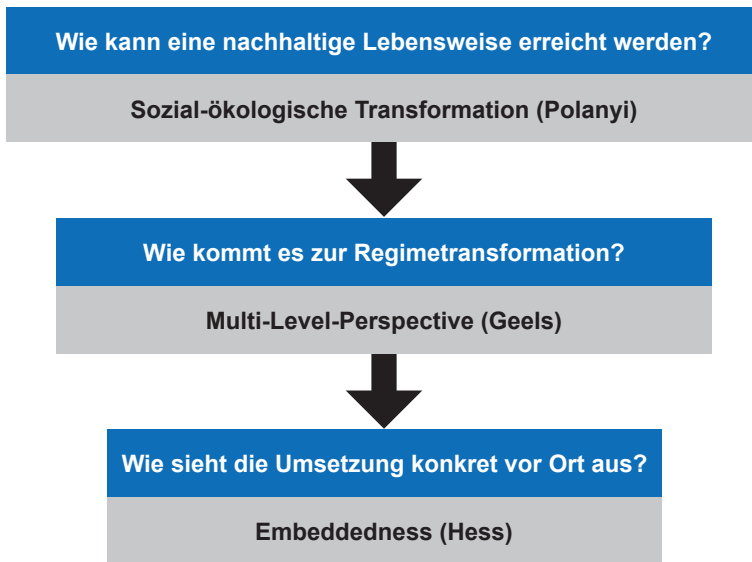 Wie kann eine nachhaltige Lebensweise erreicht werden?
Sozial-ökologische Transformation (Polanyi)
Wie kommt es zur Regimetransformation?
Multi-Level-Perspective (Geels)
Wie sieht die Umsetzung konkret vor Ort aus?
Embeddedness (Hess)